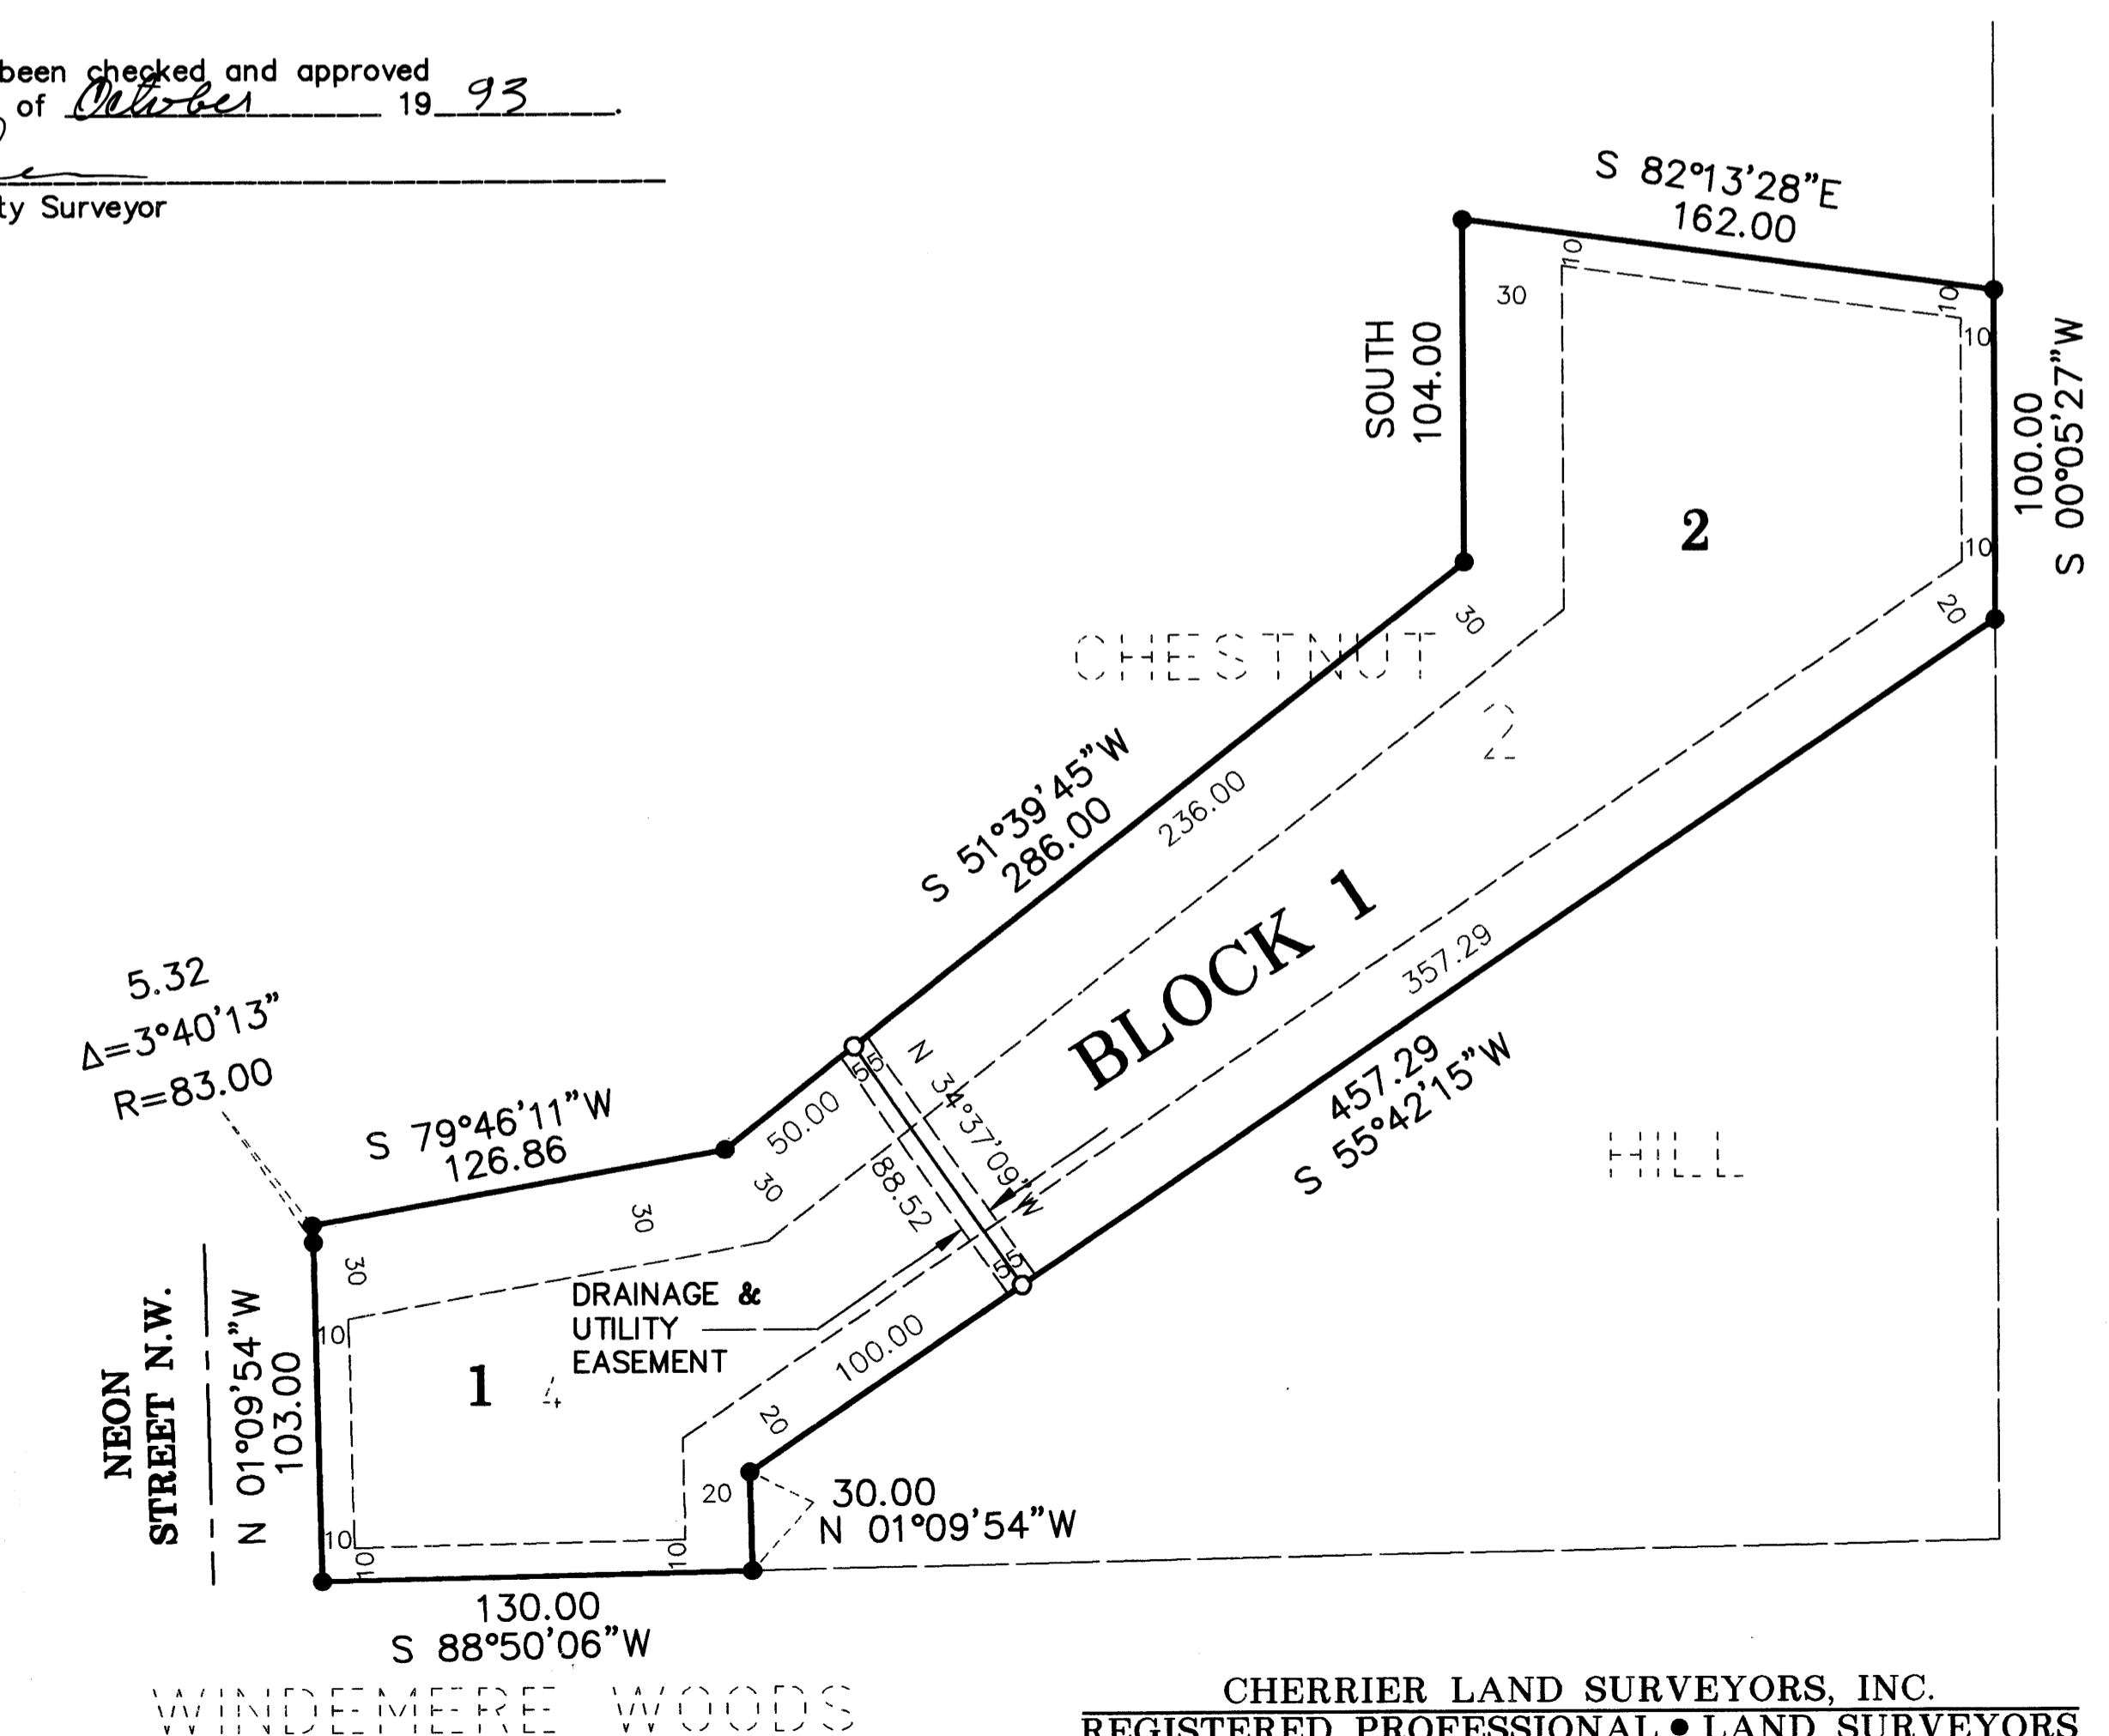 been checked and approved
of October 19 93.
ty Surveyor
S 82°13'28"E
162.00
10
30
10
10
SOUTH
104.00
100.00
S 00°05'27"W
2
10
20
30
CHESTNUT
2
S 51°39'45"W
286.00
236.00
BLOCK 1
357.29
457.29
S 55°42'15"W
HILL
5.32
Δ=3°40'13"
R=83.00
S 79°46'11"W
126.86
50.00
5
5
N 34°37'09"W
88.52
30
30
30
5
5
DRAINAGE &
UTILITY
EASEMENT
10
1
4
100.00
20
NEON
STREET N.W.
N 01°09'54"W
103.00
20
30.00
N 01°09'54"W
10
10
10
130.00
S 88°50'06"W
WINDEMERE WOODS
CHERRIER LAND SURVEYORS, INC.
REGISTERED PROFESSIONAL ● LAND SURVEYORS